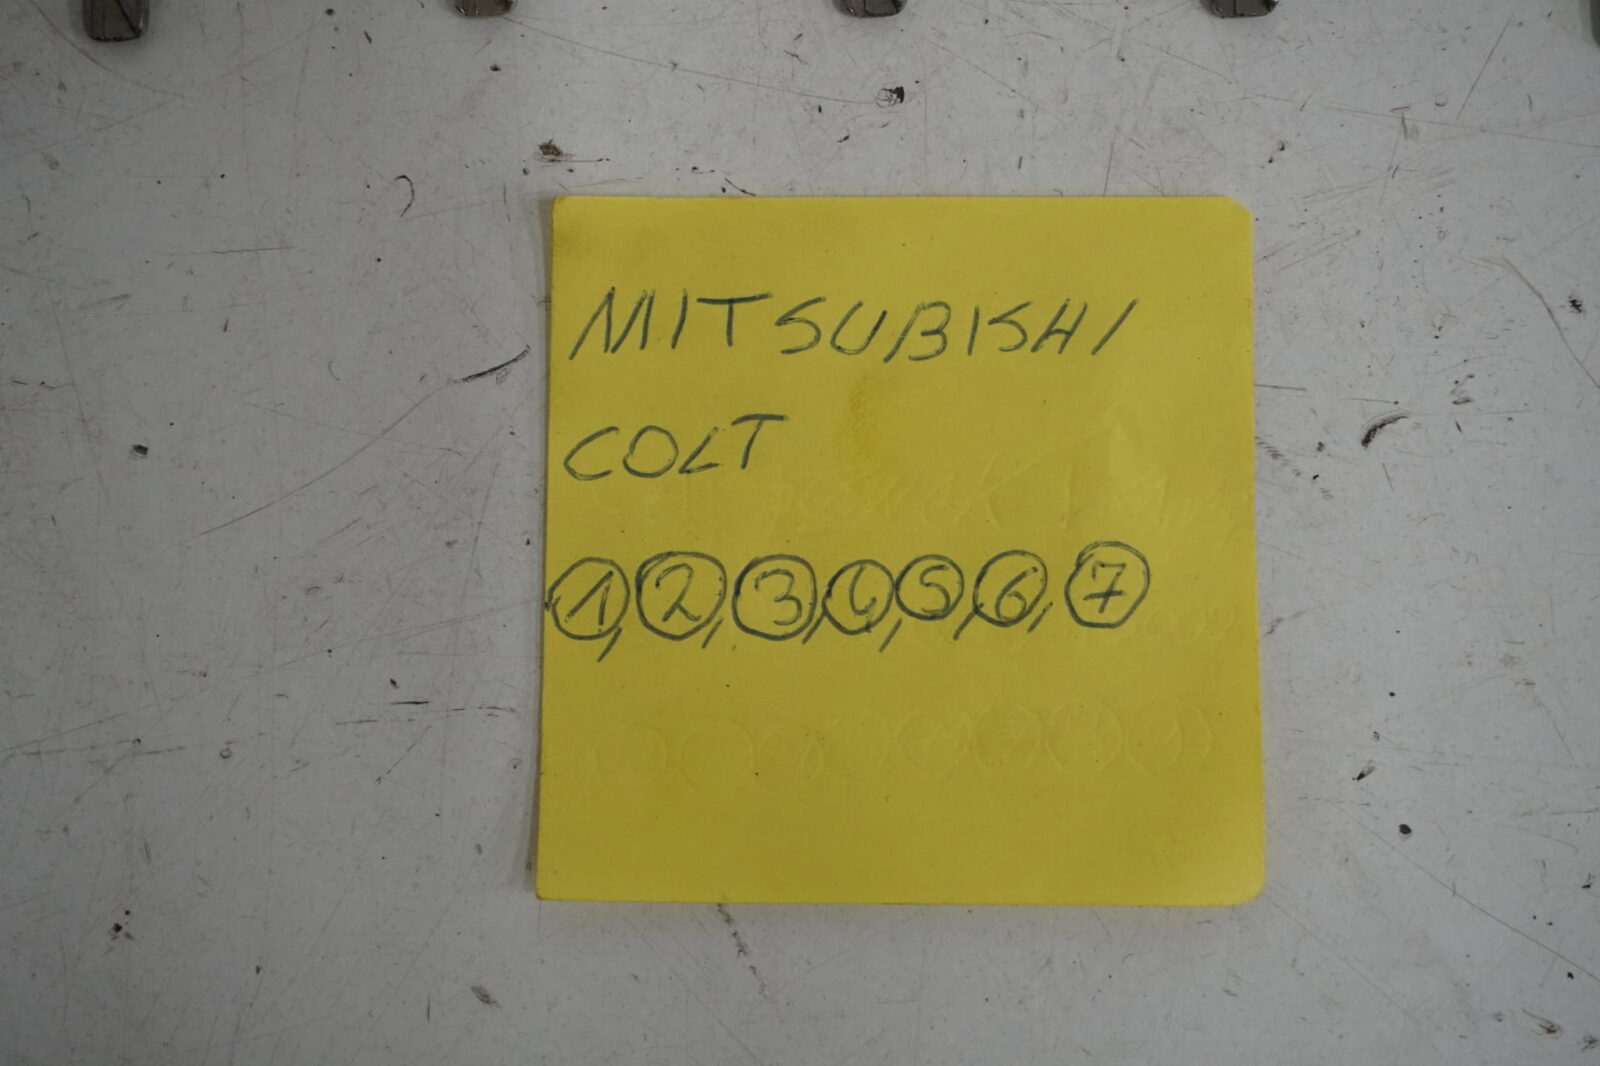 MITSUBISHI
COLT
1, 2, 3, 4, 5, 6, 7